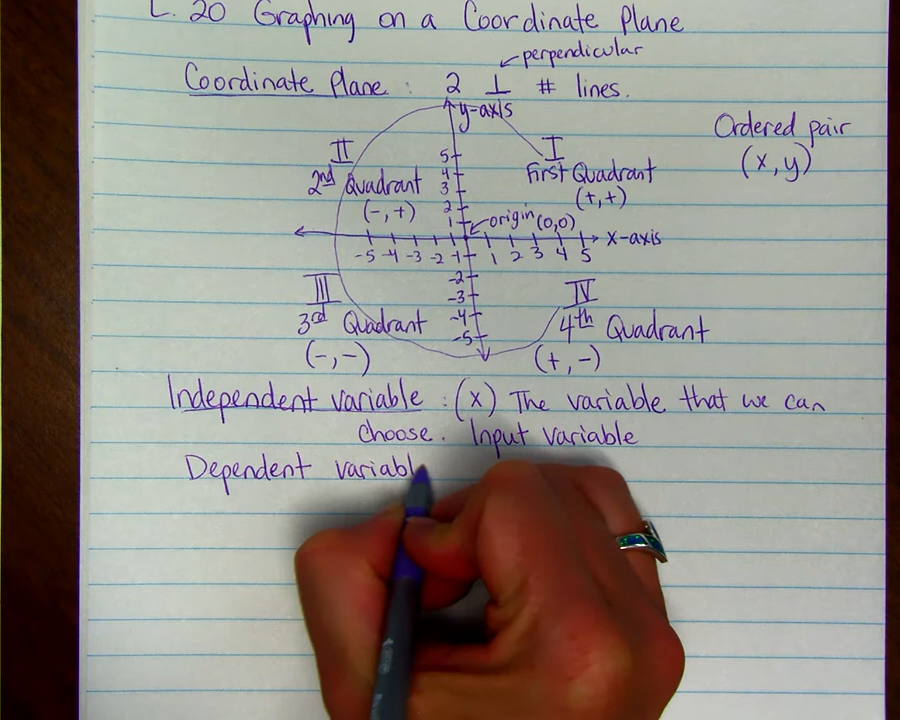 L. 20 Graphing on a Coordinate Plane
perpendicular
Coordinate Plane : 2 ⊥ # lines.
y-axis
Ordered pair
(x,y)
II
2nd Quadrant
(-,+)
I
First Quadrant
(+,+)
5
4
3
2
1
origin (0,0)
x-axis
-5 -4 -3 -2 -1 1 2 3 4 5
-2
-3
-4
-5
III
3rd Quadrant
(-,-)
IV
4th Quadrant
(+,-)
Independent variable : (x) The variable that we can
choose. Input variable
Dependent variabl